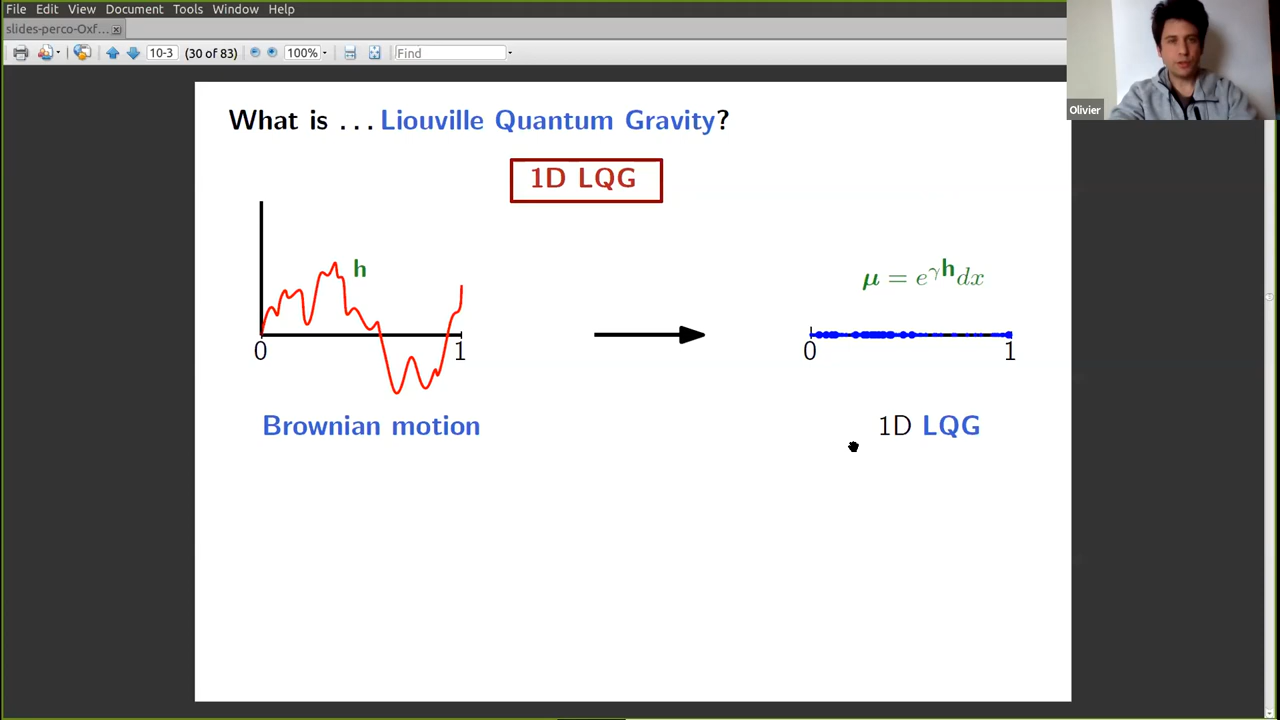 File Edit View Document Tools Window Help
slides-perco-Oxf...
10-3 (30 of 83) 100% Find
Olivier
What is ... Liouville Quantum Gravity?
1D LQG
h
μ = e^{γh}dx
0 1
0 1
Brownian motion
1D LQG